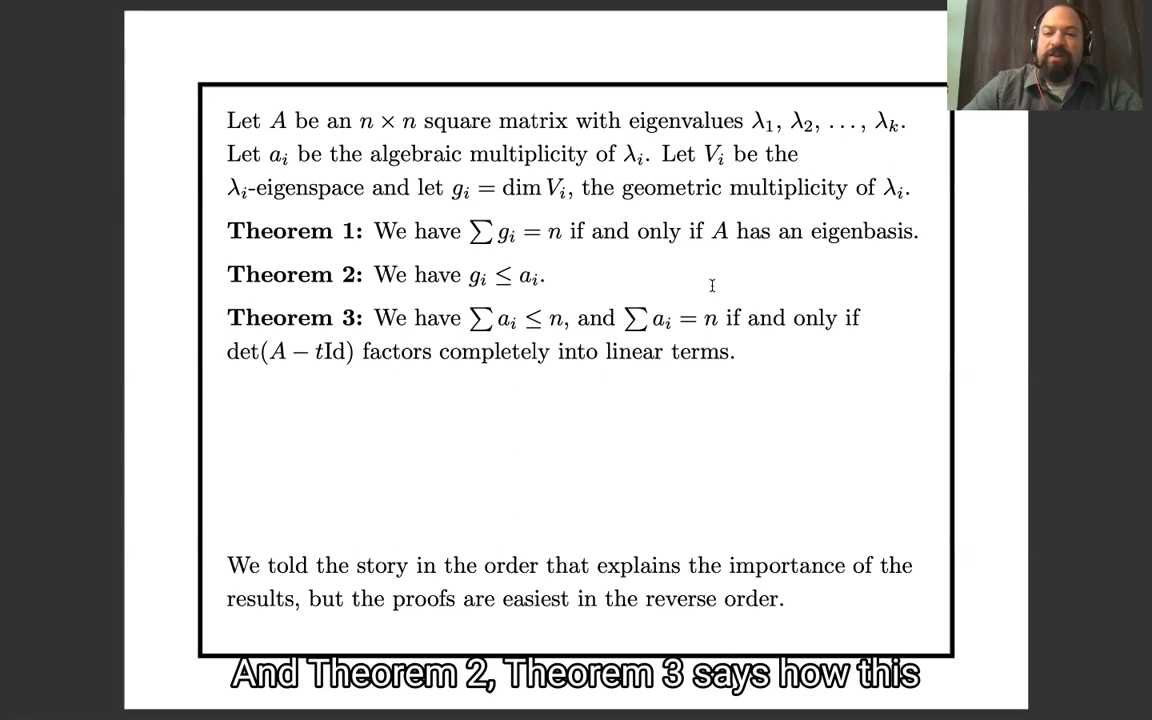 Let A be an n × n square matrix with eigenvalues λ₁, λ₂, ..., λₖ.
Let aᵢ be the algebraic multiplicity of λᵢ. Let Vᵢ be the
λᵢ-eigenspace and let gᵢ = dim Vᵢ, the geometric multiplicity of λᵢ.
Theorem 1: We have ∑ gᵢ = n if and only if A has an eigenbasis.
Theorem 2: We have gᵢ ≤ aᵢ.
Theorem 3: We have ∑ aᵢ ≤ n, and ∑ aᵢ = n if and only if
det(A − tId) factors completely into linear terms.
We told the story in the order that explains the importance of the
results, but the proofs are easiest in the reverse order.
And Theorem 2, Theorem 3 says how this